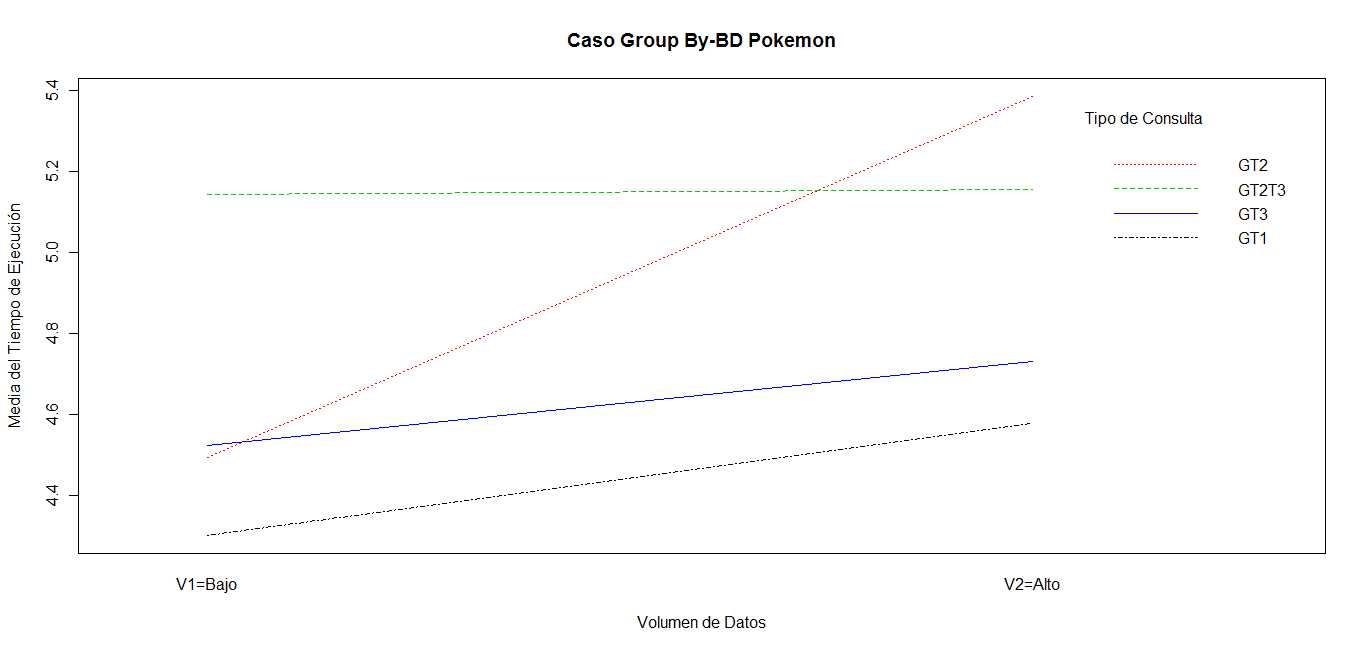 Caso Group By-BD Pokemon
Media del Tiempo de Ejecución
5.4
5.2
5.0
4.8
4.6
4.4
Tipo de Consulta
GT2
GT2T3
GT3
GT1
V1=Bajo
V2=Alto
Volumen de Datos